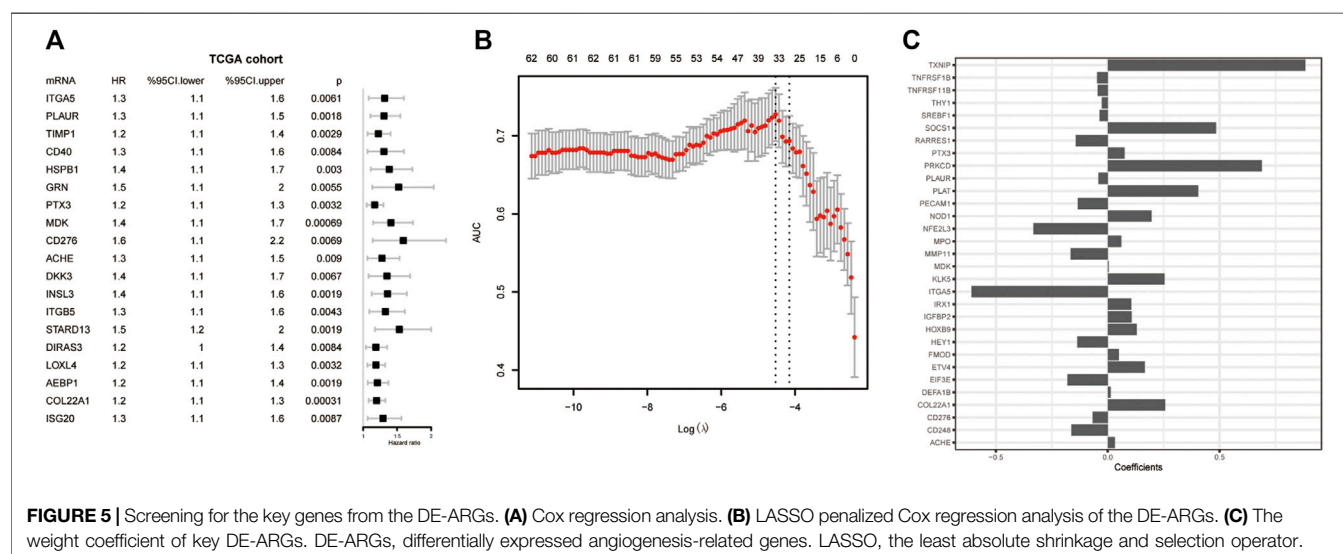 A
TCGA cohort
mRNA HR %95CI.lower %95CI.upper p
ITGA5 1.3 1.1 1.6 0.0061
PLAUR 1.3 1.1 1.5 0.0018
TIMP1 1.2 1.1 1.4 0.0029
CD40 1.3 1.1 1.6 0.0084
HSPB1 1.4 1.1 1.7 0.003
GRN 1.5 1.1 2 0.0055
PTX3 1.2 1.1 1.3 0.0032
MDK 1.4 1.1 1.7 0.00069
CD276 1.6 1.1 2.2 0.0069
ACHE 1.3 1.1 1.5 0.009
DKK3 1.4 1.1 1.7 0.0067
INSL3 1.4 1.1 1.6 0.0019
ITGB5 1.3 1.1 1.6 0.0043
STARD13 1.5 1.2 2 0.0019
DIRAS3 1.2 1 1.4 0.0084
LOXL4 1.2 1.1 1.3 0.0032
AEBP1 1.2 1.1 1.4 0.0019
COL22A1 1.2 1.1 1.3 0.00031
ISG20 1.3 1.1 1.6 0.0087
1 1.5 2
Hazard ratio
B
62 60 61 62 61 61 59 55 53 54 47 39 33 25 15 6 0
AUC
0.7
0.6
0.5
0.4
−10 −8 −6 −4
Log (λ)
C
TXNIP
TNFRSF1B
TNFRSF11B
THY1
SREBF1
SOCS1
RARRES1
PTX3
PRKCD
PLAUR
PLAT
PECAM1
NOD1
NFE2L3
MPO
MMP11
MDK
KLK5
ITGA5
IRX1
IGFBP2
HOXB9
HEY1
FMOD
ETV4
EIF3E
DEFA1B
COL22A1
CD276
CD248
ACHE
−0.5 0.0 0.5
Coefficients
FIGURE 5 | Screening for the key genes from the DE-ARGs. (A) Cox regression analysis. (B) LASSO penalized Cox regression analysis of the DE-ARGs. (C) The
weight coefficient of key DE-ARGs. DE-ARGs, differentially expressed angiogenesis-related genes. LASSO, the least absolute shrinkage and selection operator.